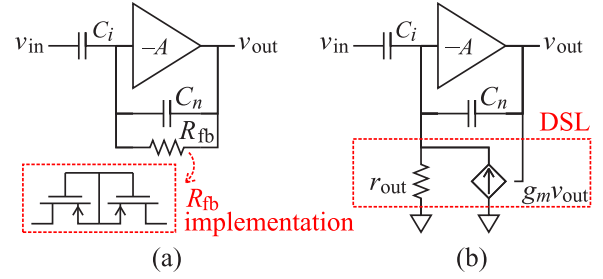 v_in C_i -A v_out
C_n
R_fb
R_fb
implementation
(a)
v_in C_i -A v_out
C_n
DSL
r_out g_m v_out
(b)